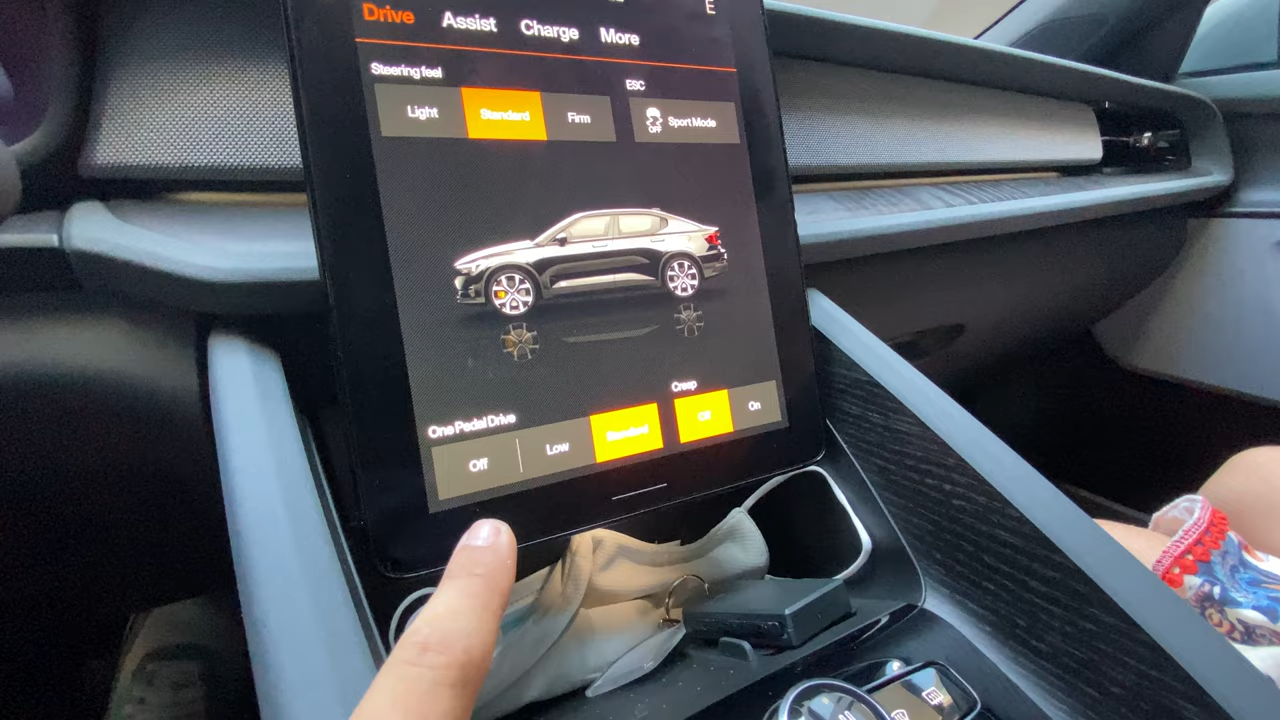 E
Drive Assist Charge More
Steering feel
ESC
Light Standard Firm
OFF Sport Mode
Creep
One Pedal Drive
Off Low Standard
Off On